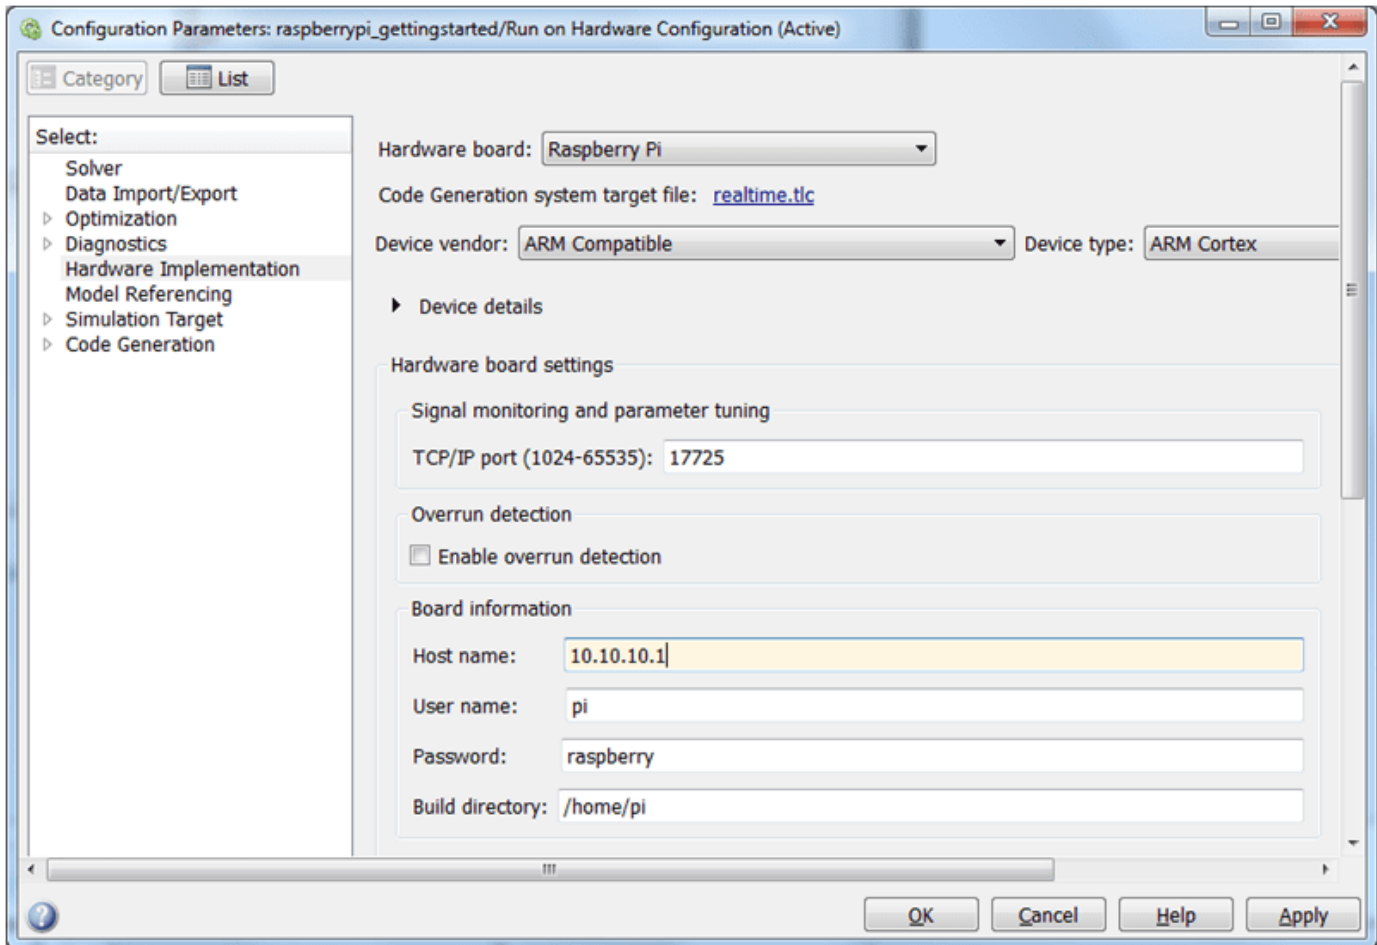 Configuration Parameters: raspberrypi_gettingstarted/Run on Hardware Configuration (Active)
Category List
Select:
Solver
Data Import/Export
Optimization
Diagnostics
Hardware Implementation
Model Referencing
Simulation Target
Code Generation
Hardware board: Raspberry Pi
Code Generation system target file: realtime.tlc
Device vendor: ARM Compatible Device type: ARM Cortex
Device details
Hardware board settings
Signal monitoring and parameter tuning
TCP/IP port (1024-65535): 17725
Overrun detection
Enable overrun detection
Board information
Host name: 10.10.10.1
User name: pi
Password: raspberry
Build directory: /home/pi
OK Cancel Help Apply